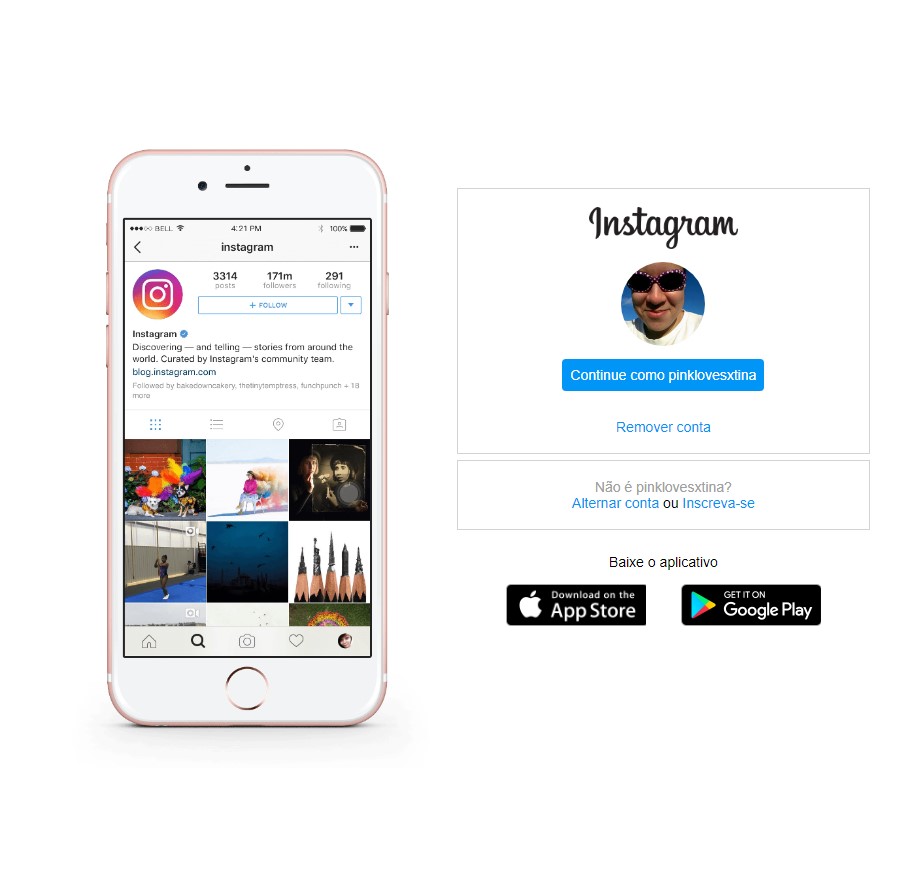 BELL
4:21 PM
100%
instagram
3314
posts
171m
followers
291
following
+ FOLLOW
Instagram
Discovering — and telling — stories from around the
world. Curated by Instagram's community team.
blog.instagram.com
Followed by bakedowncakery, thetinytemptress, funchpunch + 18
more
Instagram
Continue como pinklovesxtina
Remover conta
Não é pinklovesxtina?
Alternar conta ou Inscreva-se
Baixe o aplicativo
Download on the
App Store
GET IT ON
Google Play